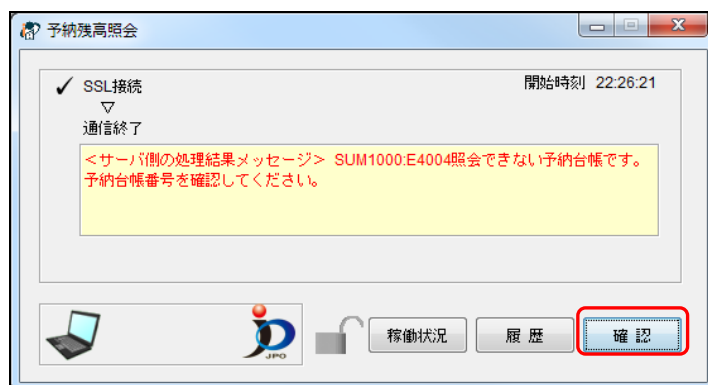 予納残高照会
✓ SSL接続
開始時刻 22:26:21
▽
通信終了
<サーバ側の処理結果メッセージ> SUM1000:E4004照会できない予納台帳です。
予納台帳番号を確認してください。
JPO
稼働状況
履 歴
確 認